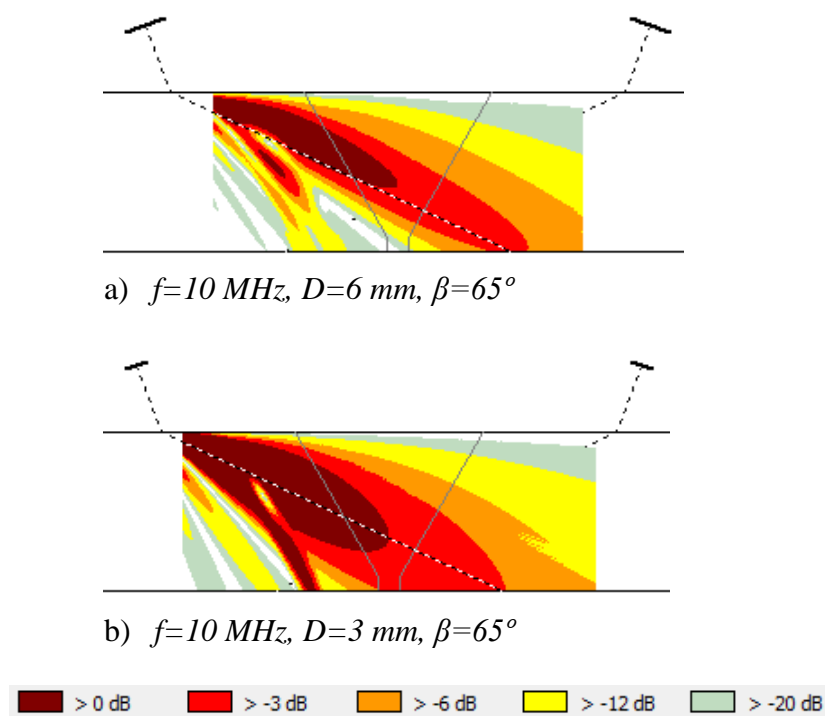 a) f=10 MHz, D=6 mm, β=65º
b) f=10 MHz, D=3 mm, β=65º
> 0 dB > -3 dB > -6 dB > -12 dB > -20 dB